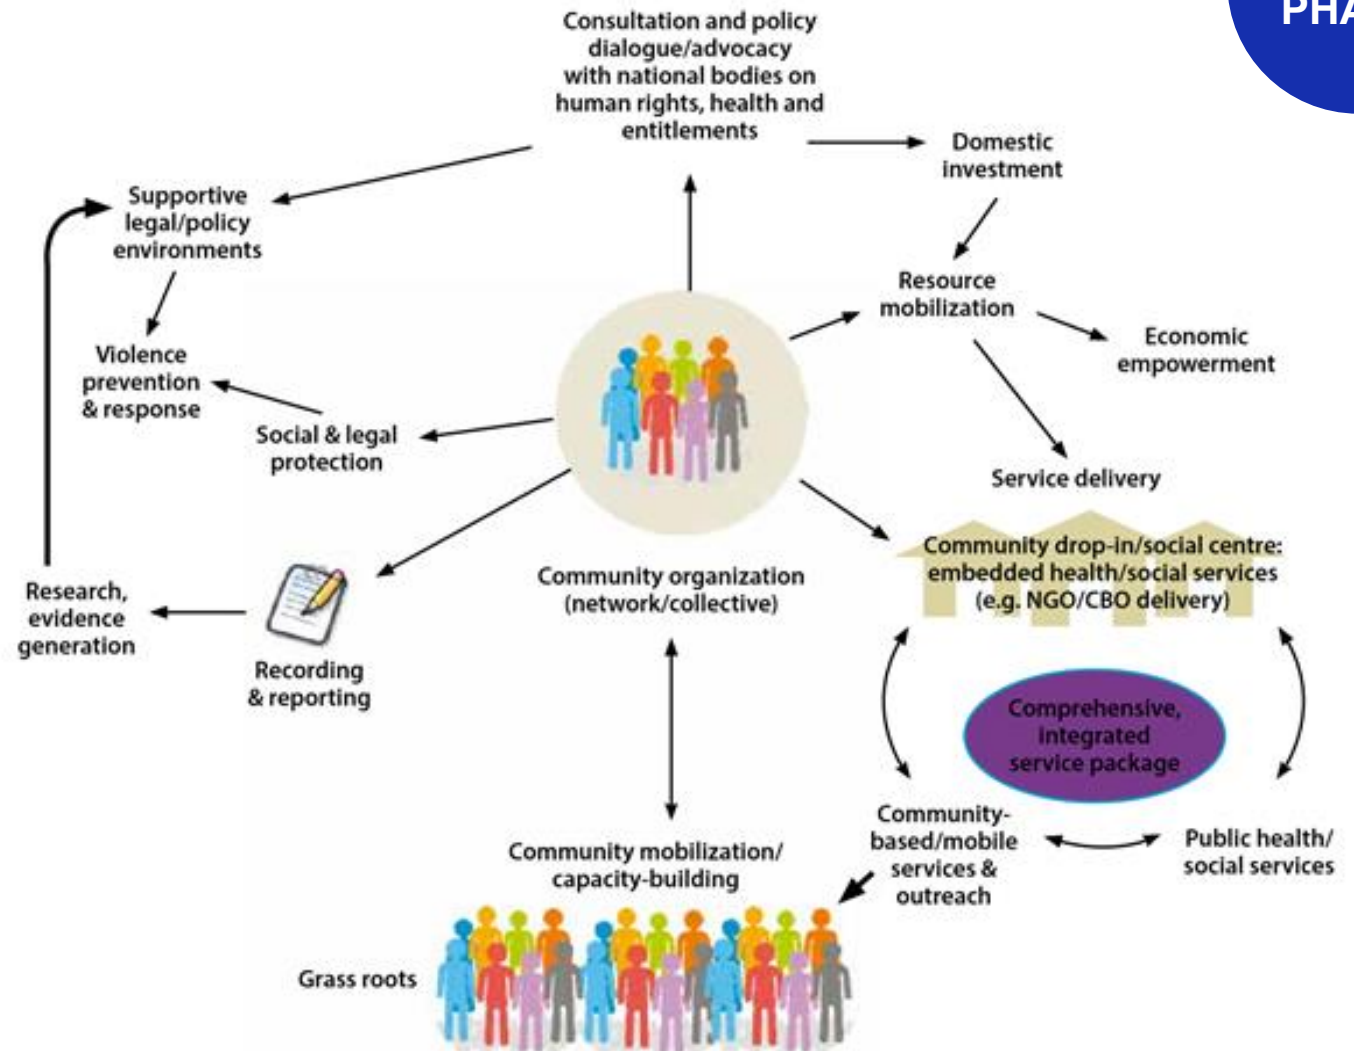 PHA
Consultation and policy
dialogue/advocacy
with national bodies on
human rights, health and
entitlements
Domestic
investment
Supportive
legal/policy
environments
Resource
mobilization
Economic
empowerment
Violence
prevention
& response
Social & legal
protection
Service delivery
Community drop-in/social centre:
embedded health/social services
(e.g. NGO/CBO delivery)
Community organization
(network/collective)
Research,
evidence
generation
Recording
& reporting
Comprehensive,
integrated
service package
Community-
based/mobile
services &
outreach
Public health/
social services
Community mobilization/
capacity-building
Grass roots